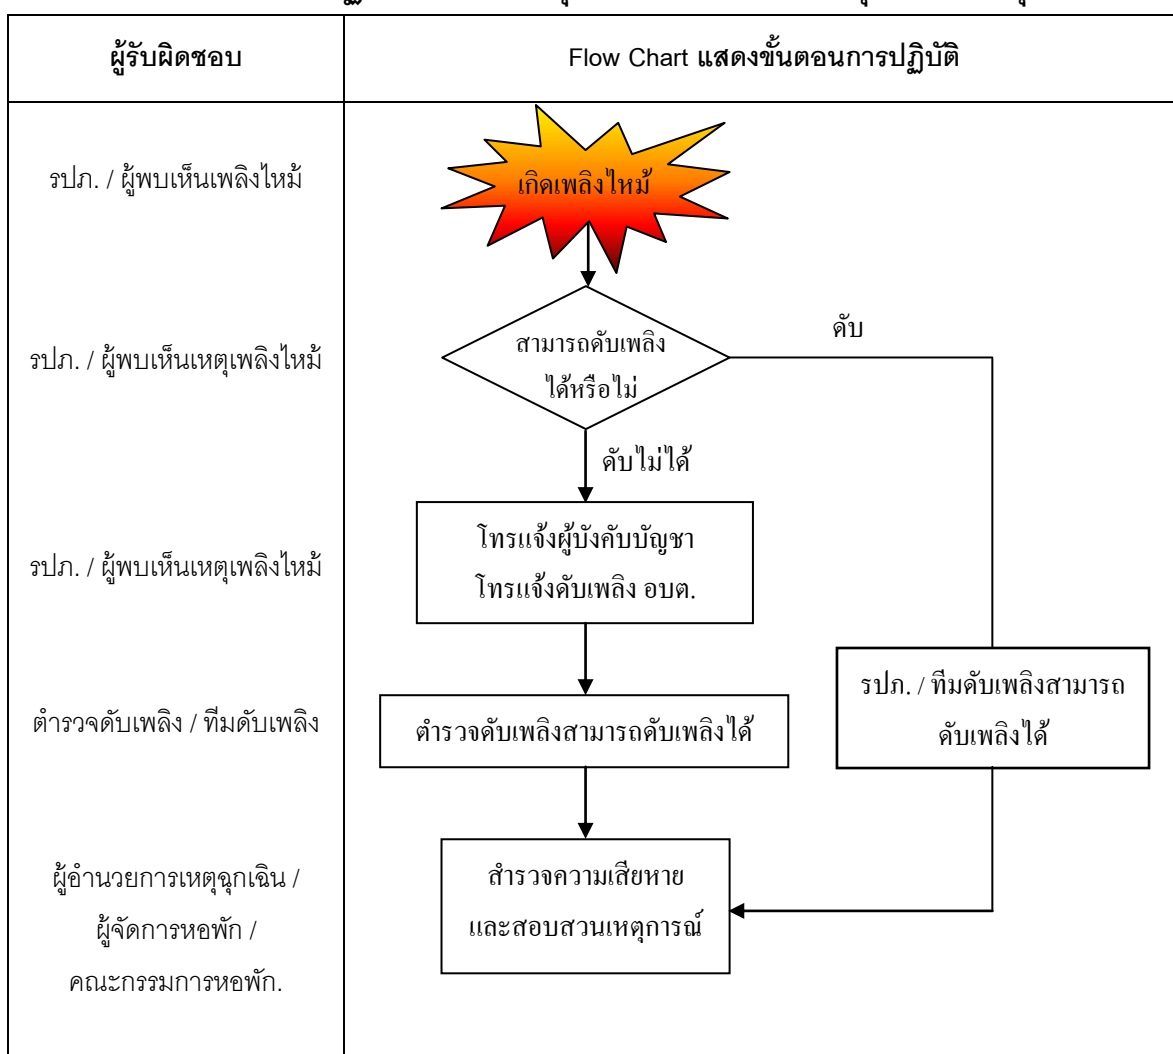 ผู้รับผิดชอบ
Flow Chart แสดงขั้นตอนการปฏิบัติ
รปภ. / ผู้พบเห็นเพลิงไหม้
เกิดเพลิงไหม้
รปภ. / ผู้พบเห็นเหตุเพลิงไหม้
สามารถดับเพลิง
ได้หรือไม่
ดับ
ดับไม่ได้
รปภ. / ผู้พบเห็นเหตุเพลิงไหม้
โทรแจ้งผู้บังคับบัญชา
โทรแจ้งดับเพลิง อบต.
รปภ. / ทีมดับเพลิงสามารถ
ดับเพลิงได้
ตำรวจดับเพลิง / ทีมดับเพลิง
ตำรวจดับเพลิงสามารถดับเพลิงได้
ผู้อำนวยการเหตุฉุกเฉิน /
ผู้จัดการหอพัก /
คณะกรรมการหอพัก.
สำรวจความเสียหาย
และสอบสวนเหตุการณ์